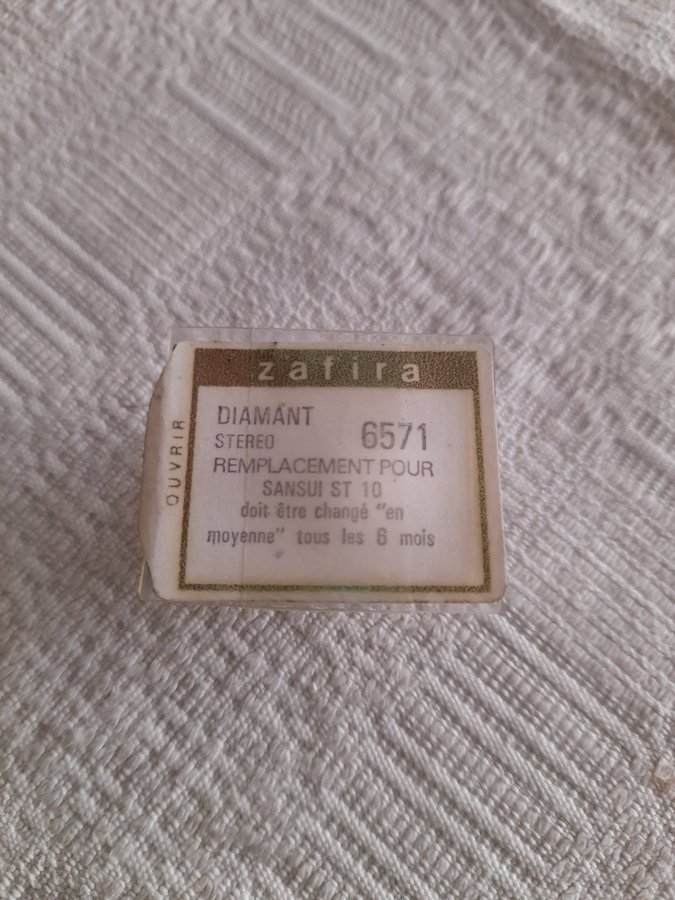 zafira
OUVRIR
DIAMANT
STEREO 6571
REMPLACEMENT POUR
SANSUI ST 10
doit être changé "en
moyenne" tous les 6 mois